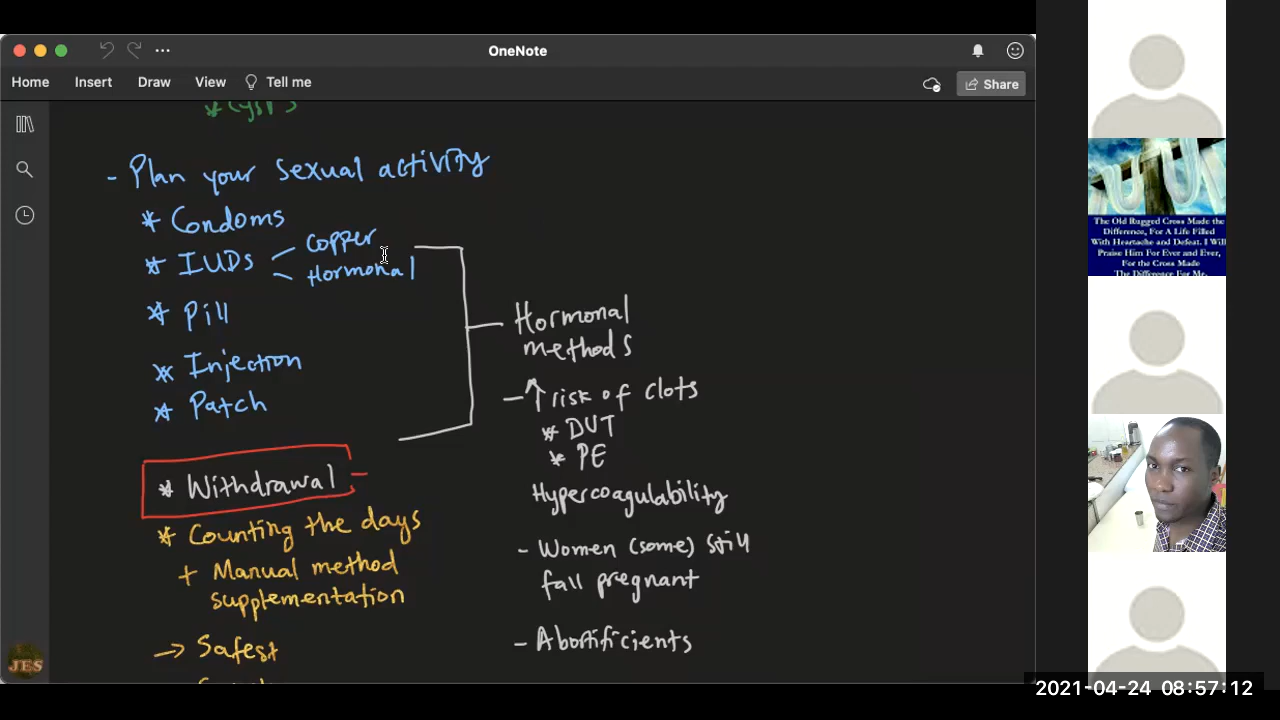 OneNote
Home Insert Draw View Tell me
Share
- Plan your sexual activity
* Condoms
* IUDs
Copper
Hormonal
* Pill
* Injection
* Patch
Hormonal
methods
- ↑ risk of clots
* DVT
* PE
Hypercoagulability
- Women (some) still
fall pregnant
- Abortificients
* Withdrawal -
* Counting the days
+ Manual method
supplementation
→ Safest
JES
The Old Rugged Cross Made the
Difference, For A Life Filled
With Heartache and Defeat. I Will
Praise Him For Ever and Ever,
For the Cross Made
The Difference For Me.
2021-04-24 08:57:12